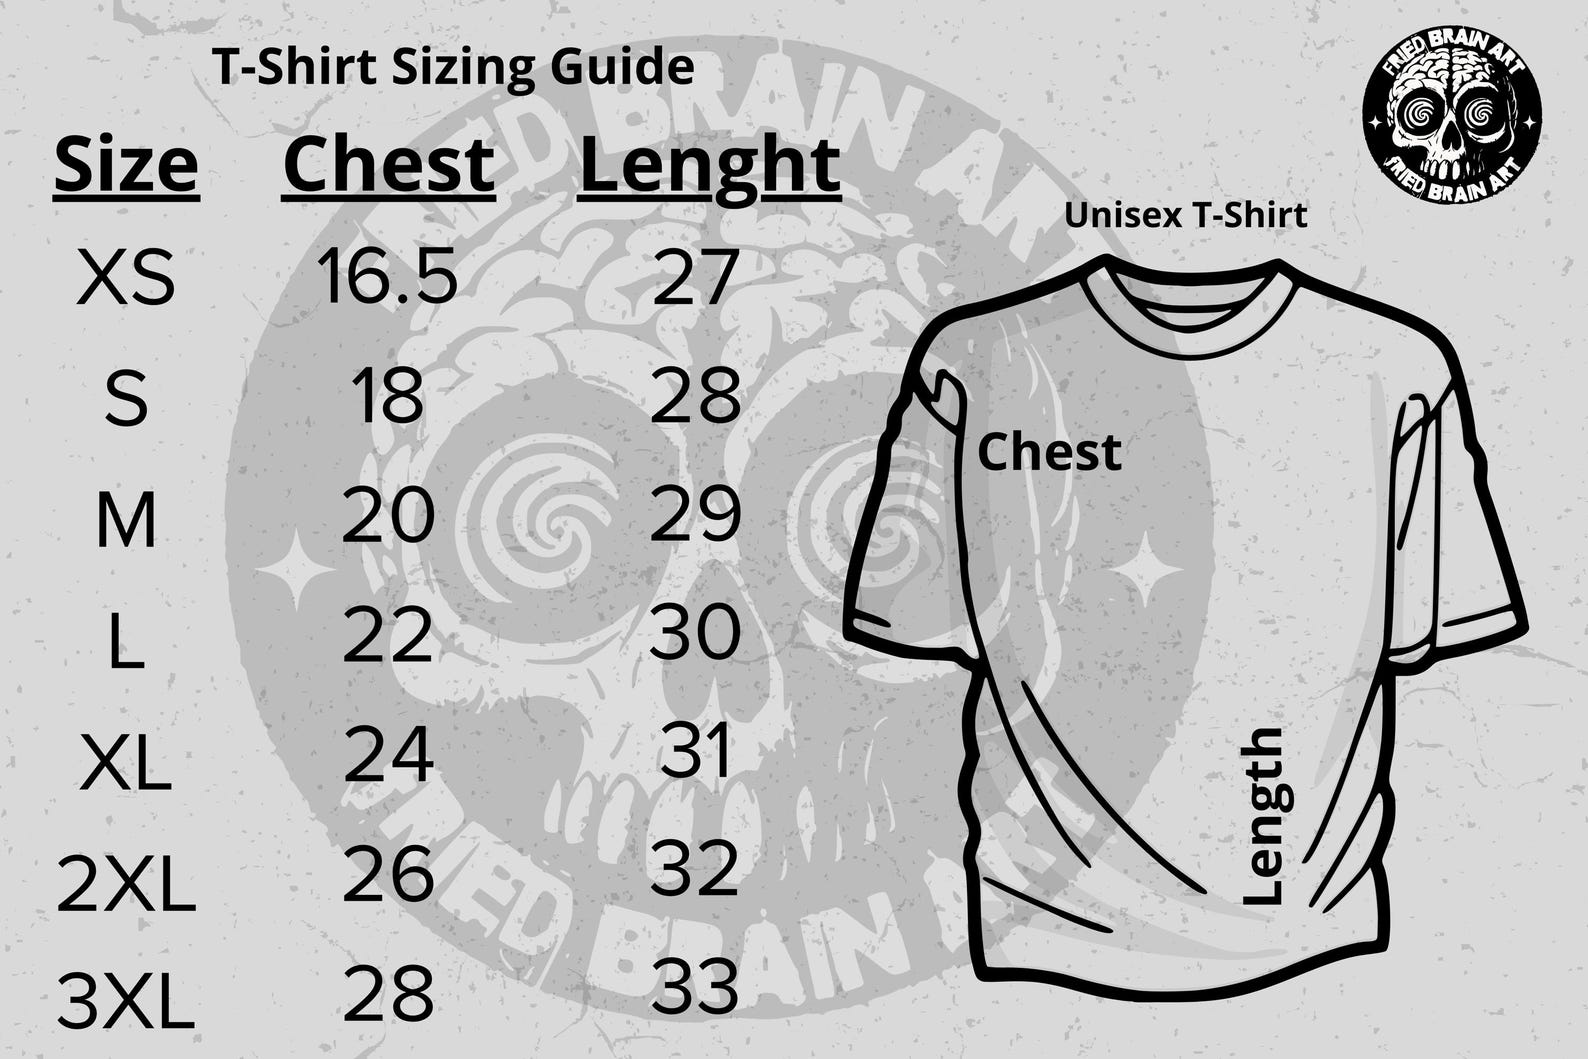 T-Shirt Sizing Guide
Size Chest Lenght
XS 16.5 27
S 18 28
M 20 29
L 22 30
XL 24 31
2XL 26 32
3XL 28 33
FRIED BRAIN ART
FRIED BRAIN ART
Unisex T-Shirt
Chest
Length
FRIED BRAIN ART
FRIED BRAIN ART